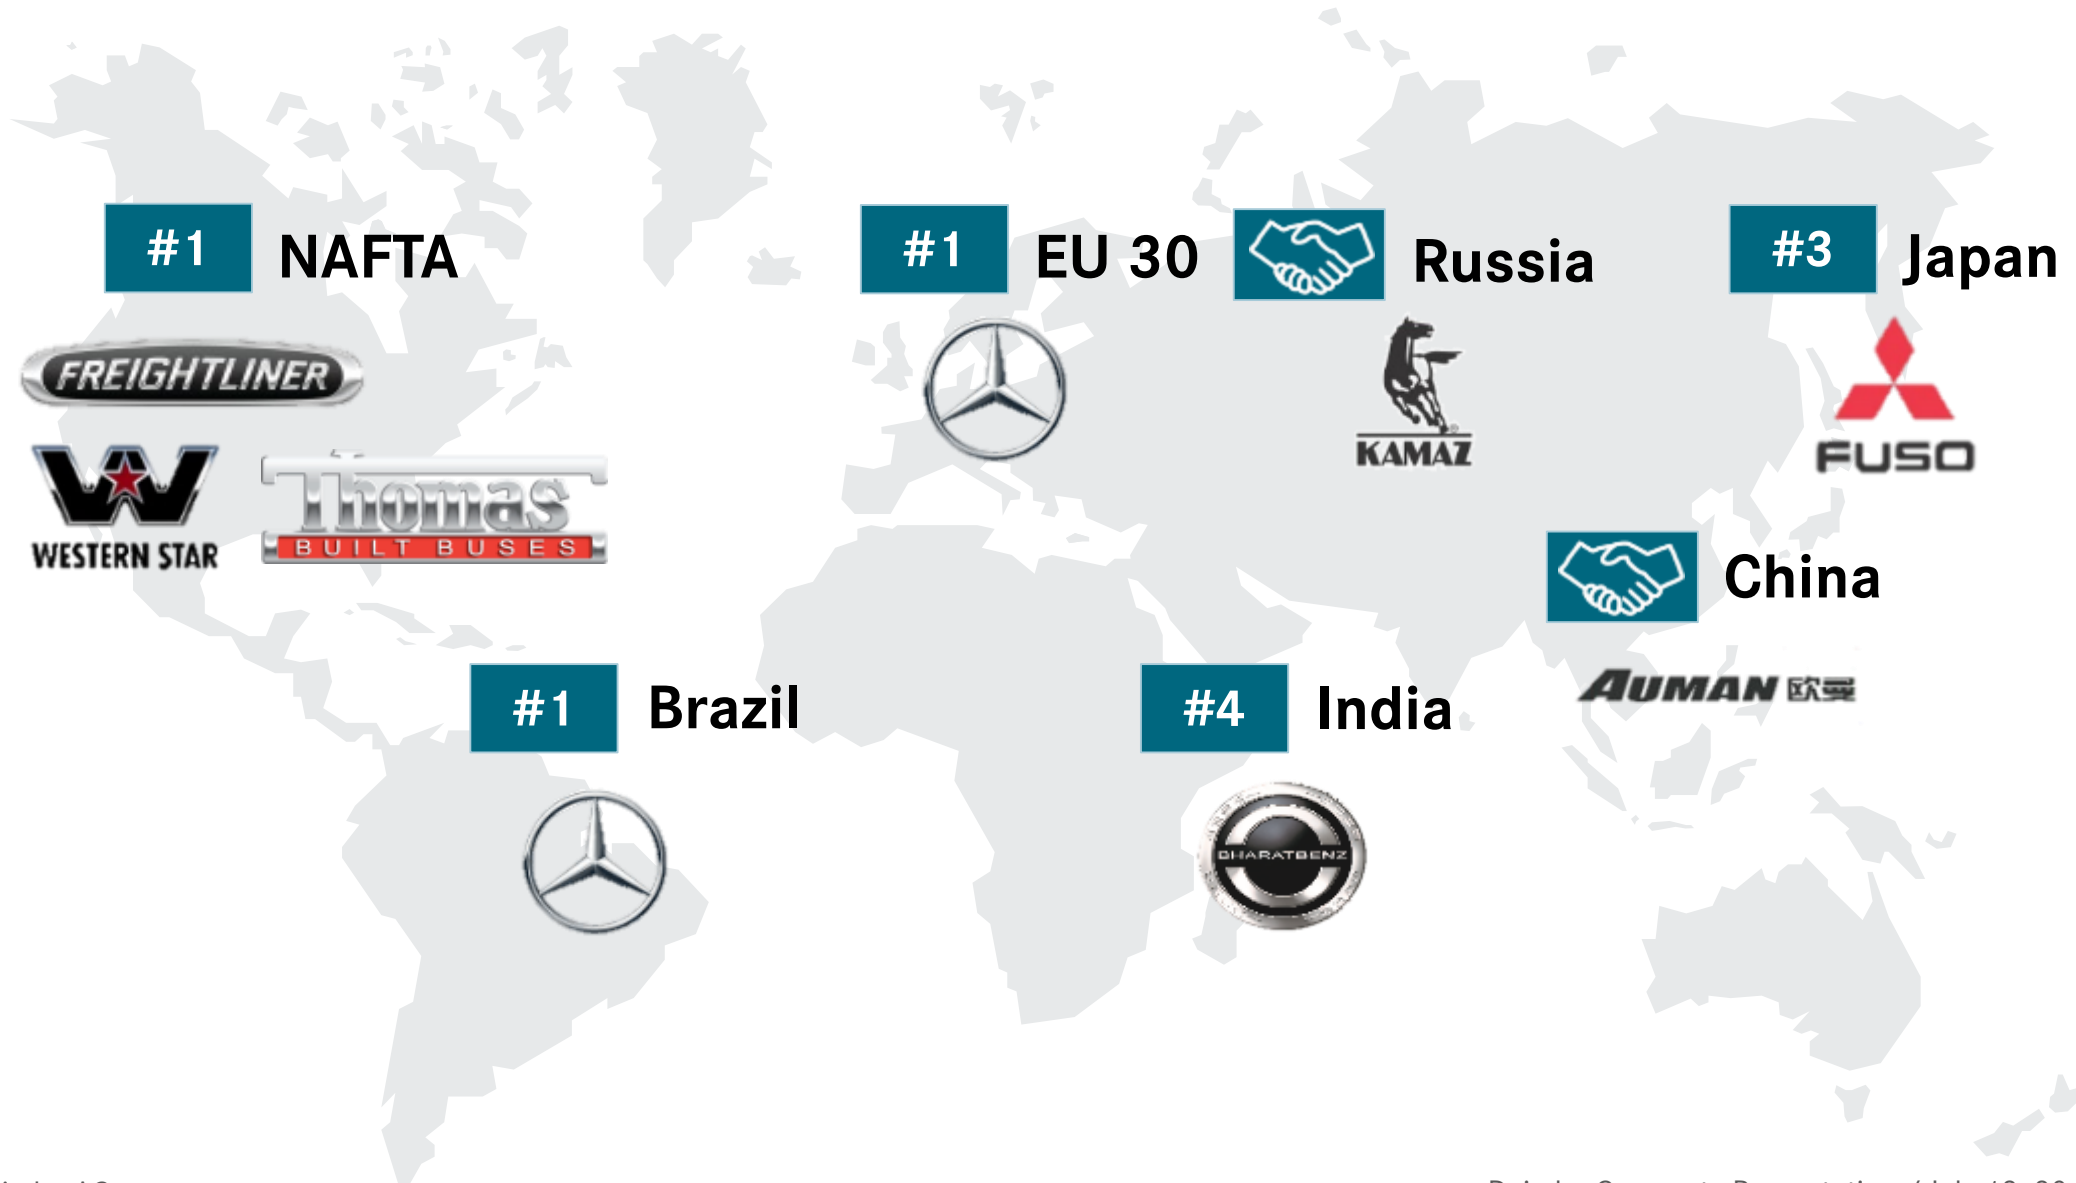 #1 NAFTA
FREIGHTLINER
WESTERN STAR
Thomas
BUILT BUSES
#1 EU 30
Russia
KAMAZ
#3 Japan
FUSO
China
AUMAN 欧曼
#1 Brazil
#4 India
BHARATBENZ